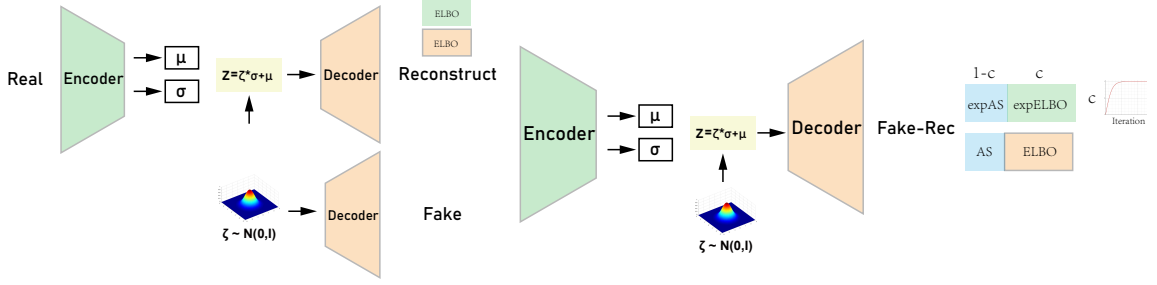 Real
Encoder
μ
σ
Z=ζ*σ+μ
Decoder
ELBO
ELBO
Reconstruct
ζ ~ N(0,I)
Decoder
Fake
Encoder
μ
σ
Z=ζ*σ+μ
ζ ~ N(0,I)
Decoder
Fake-Rec
1-c c
expAS expELBO
AS ELBO
c
Iteration